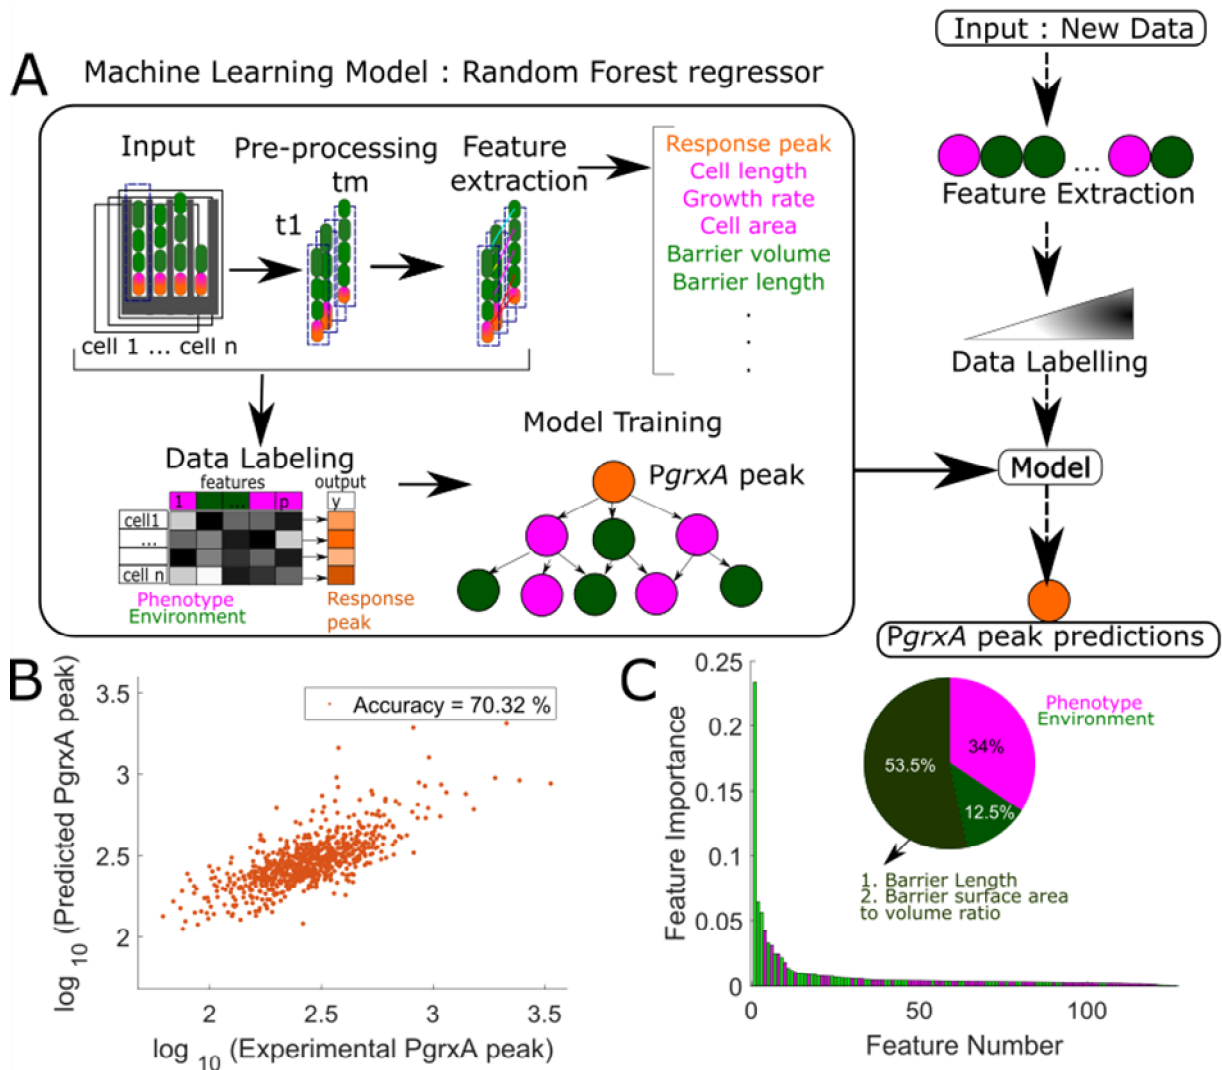 A
Machine Learning Model : Random Forest regressor
Input
cell 1 ... cell n
Pre-processing
t1
tm
Feature
extraction
Response peak
Cell length
Growth rate
Cell area
Barrier volume
Barrier length
.
.
.
Data Labeling
features
output
1
...
p
y
cell1
...
cell n
Phenotype
Environment
Response
peak
Model Training
PgrxA peak
Input : New Data
...
Feature Extraction
Data Labelling
Model
PgrxA peak predictions
B
Accuracy = 70.32 %
log 10 (Predicted PgrxA peak)
3.5
3
2.5
2
2
2.5
3
3.5
log 10 (Experimental PgrxA peak)
C
Feature Importance
0.25
0.2
0.15
0.1
0.05
0
0
50
100
Feature Number
Phenotype
Environment
34%
53.5%
12.5%
1. Barrier Length
2. Barrier surface area
to volume ratio